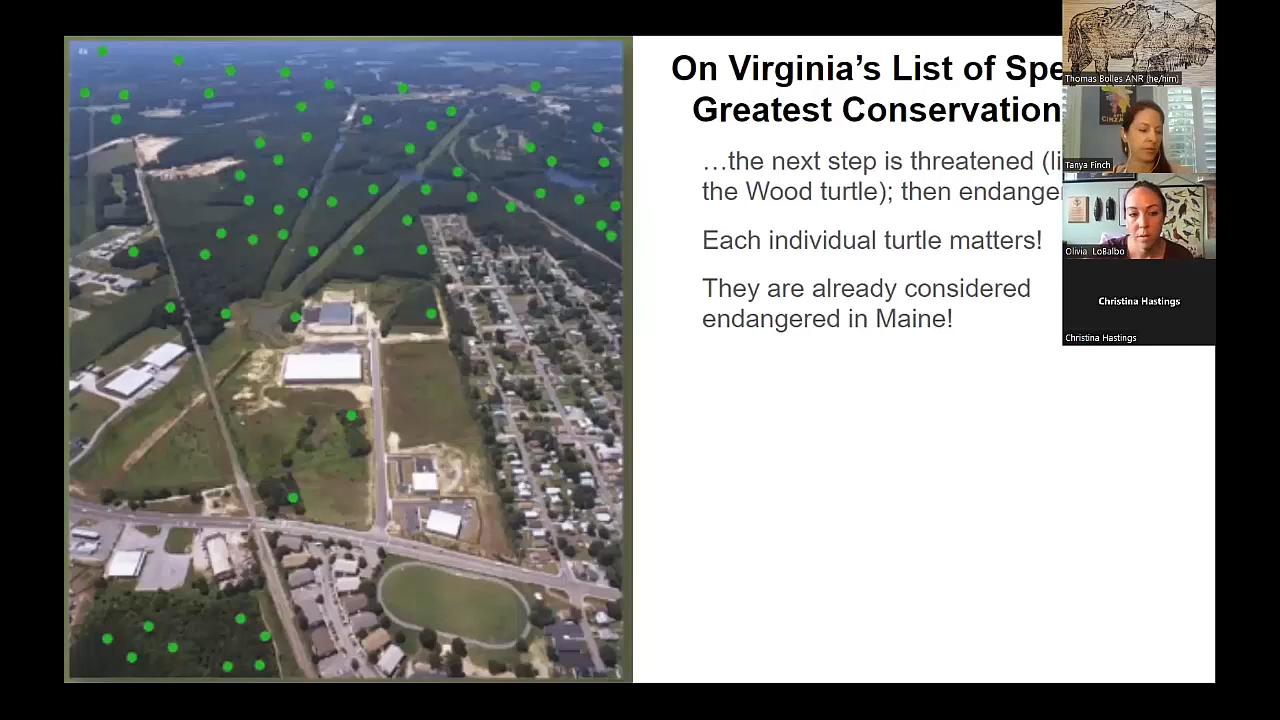 On Virginia's List of Spe
Greatest Conservation
…the next step is threatened (li
the Wood turtle); then endange
Each individual turtle matters!
They are already considered
endangered in Maine!
Thomas Bolles ANR (he/him)
Tanya Finch
Olivia LoBalbo
Christina Hastings
Christina Hastings